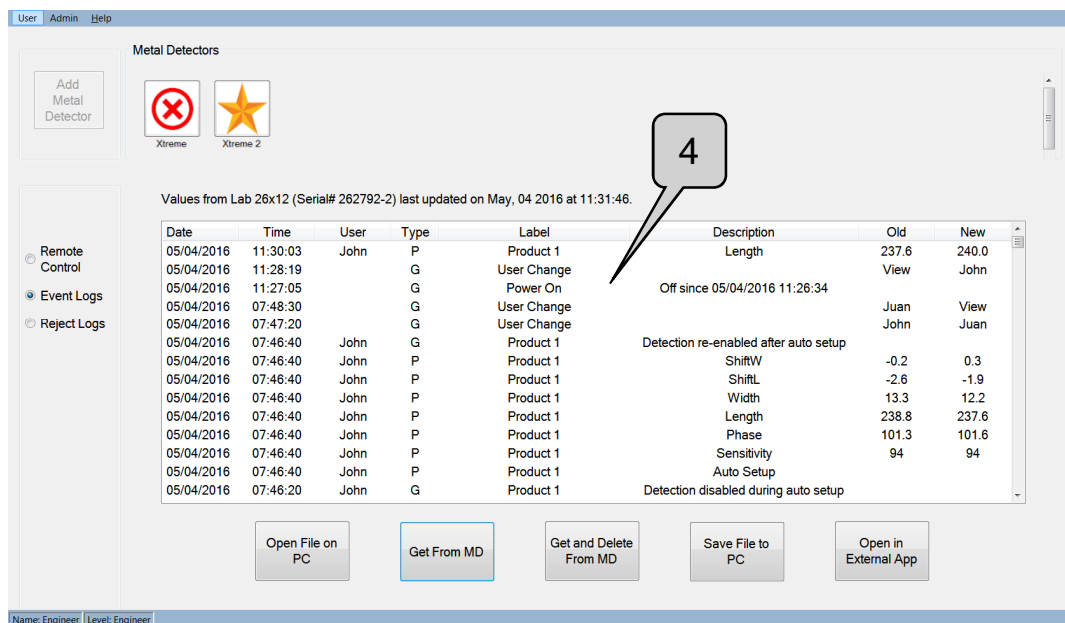 User Admin Help
Metal Detectors
Add
Metal
Detector
Xtreme Xtreme 2
4
Values from Lab 26x12 (Serial# 262792-2) last updated on May, 04 2016 at 11:31:46.
Date Time User Type Label Description Old New
05/04/2016 11:30:03 John P Product 1 Length 237.6 240.0
05/04/2016 11:28:19 G User Change View John
05/04/2016 11:27:05 G Power On Off since 05/04/2016 11:26:34
05/04/2016 07:48:30 G User Change Juan View
05/04/2016 07:47:20 G User Change John Juan
05/04/2016 07:46:40 John G Product 1 Detection re-enabled after auto setup
05/04/2016 07:46:40 John P Product 1 ShiftW -0.2 0.3
05/04/2016 07:46:40 John P Product 1 ShiftL -2.6 -1.9
05/04/2016 07:46:40 John P Product 1 Width 13.3 12.2
05/04/2016 07:46:40 John P Product 1 Length 238.8 237.6
05/04/2016 07:46:40 John P Product 1 Phase 101.3 101.6
05/04/2016 07:46:40 John P Product 1 Sensitivity 94 94
05/04/2016 07:46:40 John P Product 1 Auto Setup
05/04/2016 07:46:20 John G Product 1 Detection disabled during auto setup
Remote
Control
Event Logs
Reject Logs
Open File on
PC
Get From MD
Get and Delete
From MD
Save File to
PC
Open in
External App
Name: Engineer Level: Engineer